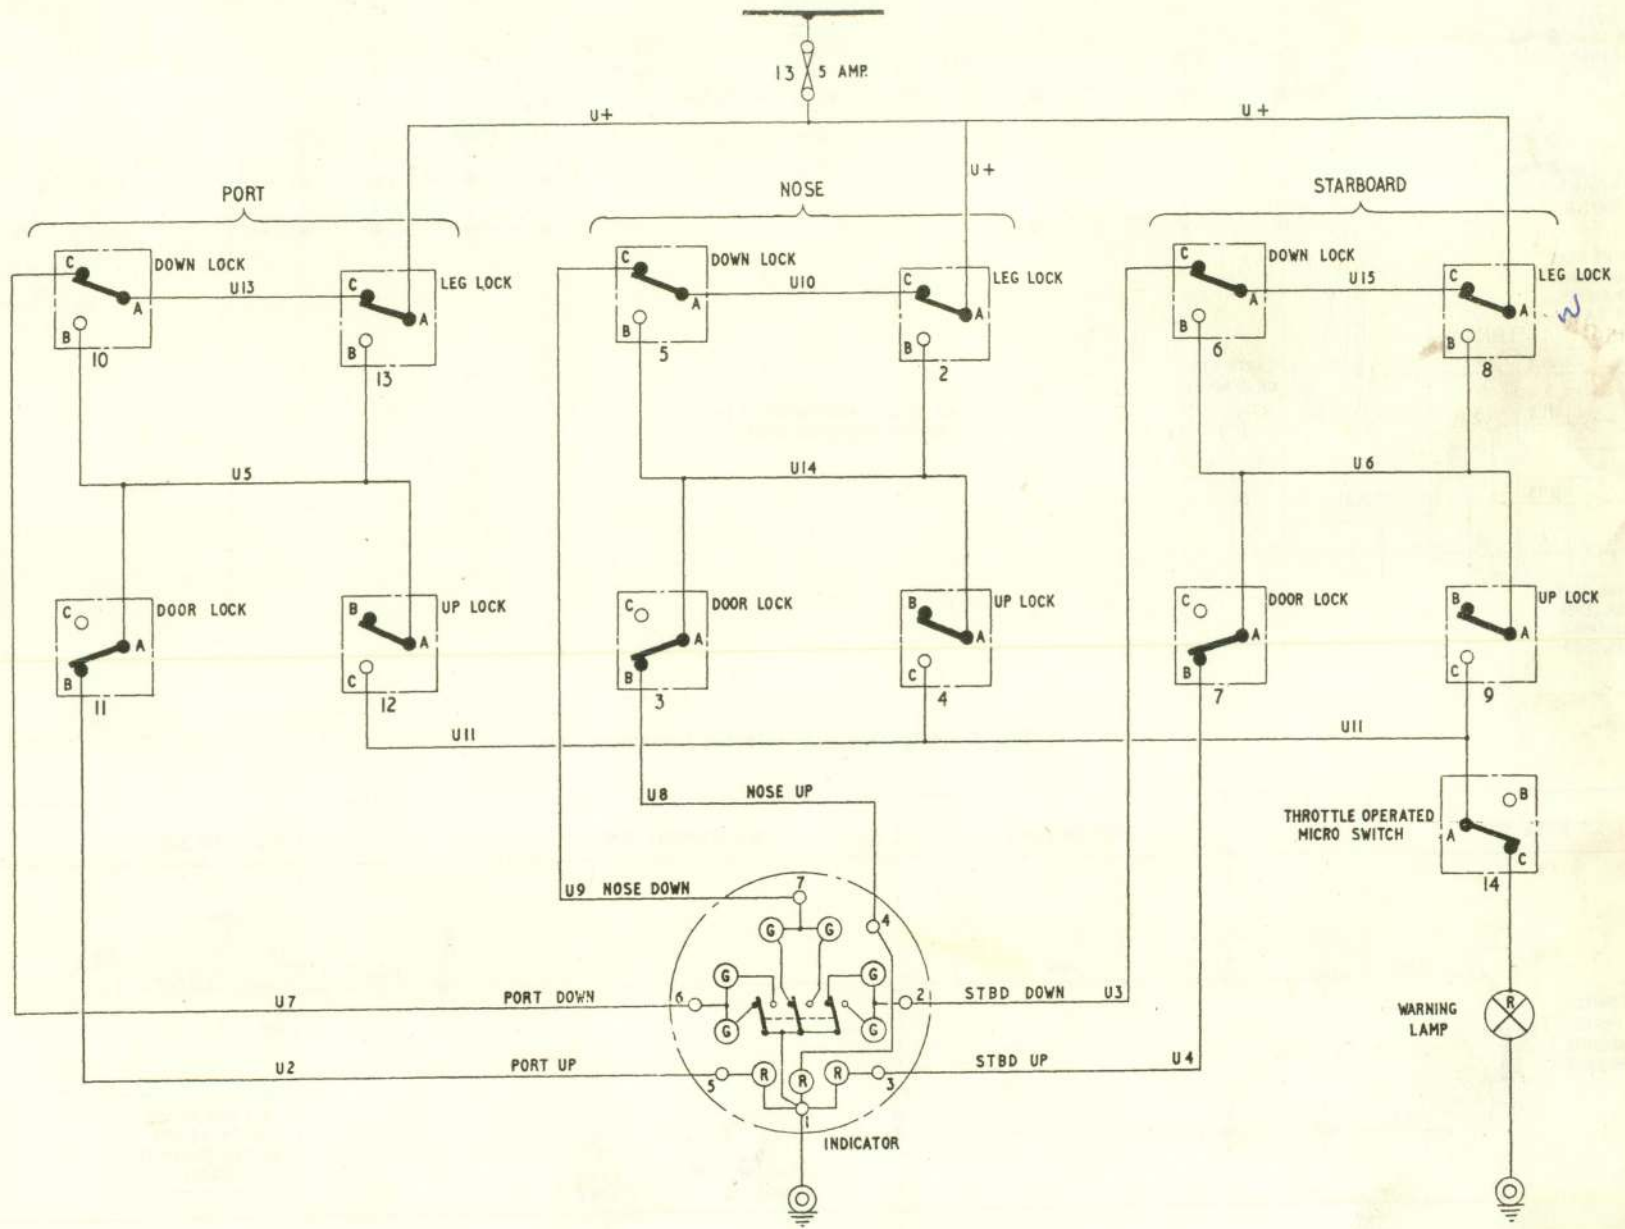 13 5 AMP.
U+ U+
U+
PORT NOSE STARBOARD
C DOWN LOCK C DOWN LOCK C DOWN LOCK
C LEG LOCK C LEG LOCK C LEG LOCK
U13 U10 U15
A A A A A A
B B B B B B
10 13 5 2 6 8
U5 U14 U6
C DOOR LOCK B UP LOCK C DOOR LOCK B UP LOCK C DOOR LOCK B UP LOCK
A A A A A A
B C B C B C
11 12 3 4 7 9
U11 U11
U8 NOSE UP
THROTTLE OPERATED
MICRO SWITCH
B
A
C
14
U9 NOSE DOWN
7
4
G G
G G
U7 PORT DOWN 6 2 STBD DOWN U3
G G
WARNING
LAMP
R
U2 PORT UP 5 R R R 3 STBD UP U4
1
INDICATOR